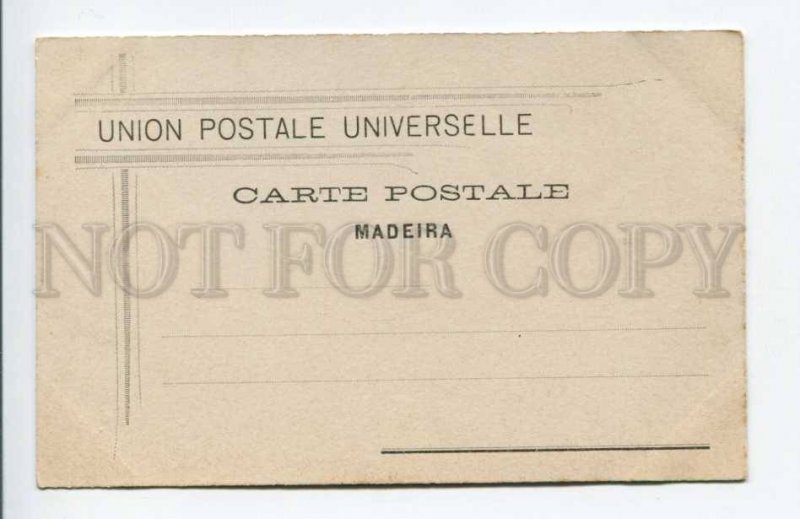 UNION POSTALE UNIVERSELLE
CARTE POSTALE
MADEIRA
NOT FOR COPY